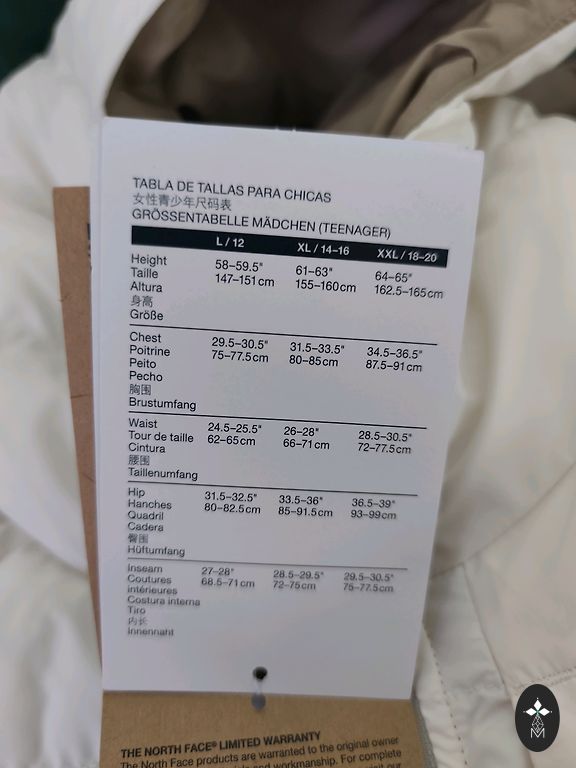 TABLA DE TALLAS PARA CHICAS
女性青少年尺码表
GRÖSSENTABELLE MÄDCHEN (TEENAGER)
L / 12 XL / 14–16 XXL / 18–20
Height 58–59.5" 61–63" 64–65"
Taille 147–151 cm 155–160 cm 162.5–165 cm
Altura
身高
Größe
Chest 29.5–30.5" 31.5–33.5" 34.5–36.5"
Poitrine 75–77.5 cm 80–85 cm 87.5–91 cm
Peito
Pecho
胸围
Brustumfang
Waist 24.5–25.5" 26–28" 28.5–30.5"
Tour de taille 62–65 cm 66–71 cm 72–77.5 cm
Cintura
腰围
Taillenumfang
Hip 31.5–32.5" 33.5–36" 36.5–39"
Hanches 80–82.5 cm 85–91.5 cm 93–99 cm
Quadril
Cadera
臀围
Hüftumfang
Inseam 27–28" 28.5–29.5" 29.5–30.5"
Coutures 68.5–71 cm 72–75 cm 75–77.5 cm
intérieures
Costura interna
Tiro
内长
Innennaht
THE NORTH FACE® LIMITED WARRANTY
The North Face products are warranted to the original owner
and workmanship. For complete
M